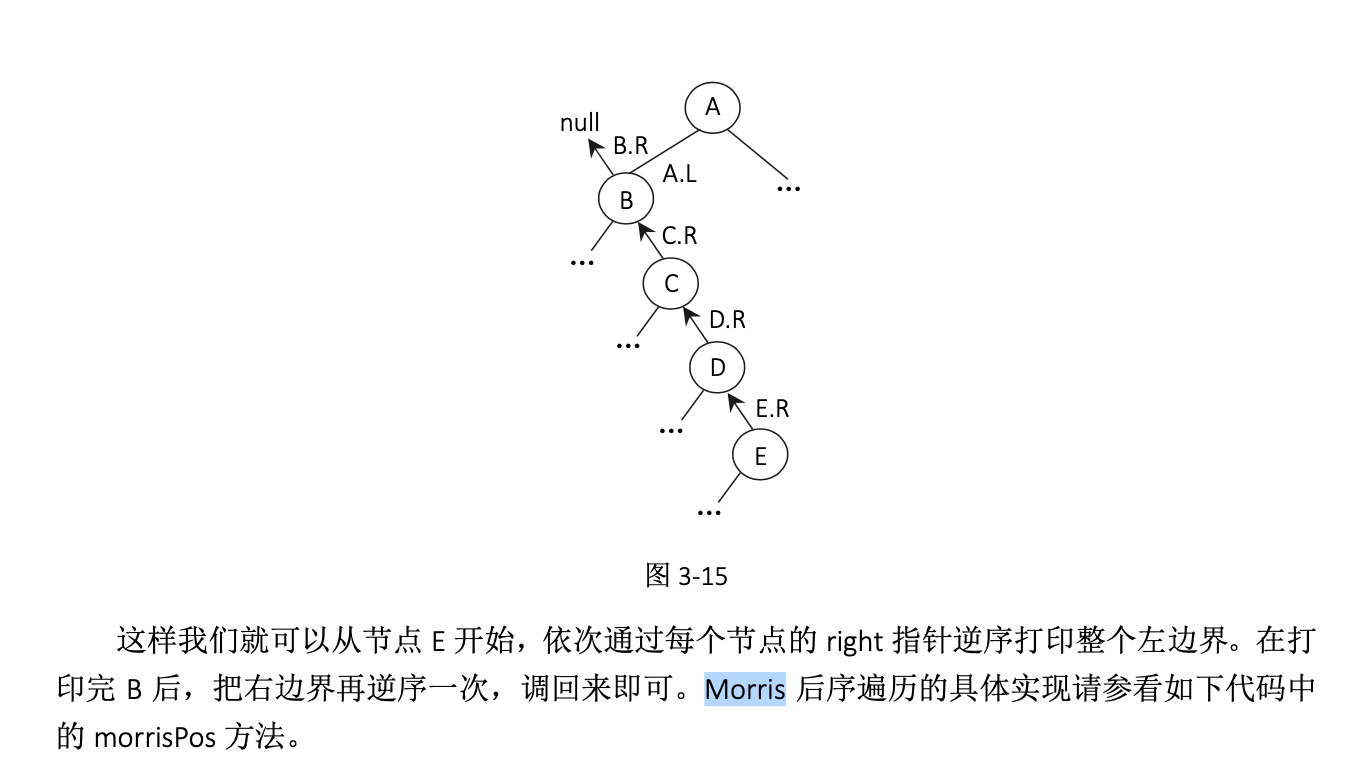 A
null
B.R
A.L
...
B
C.R
...
C
D.R
...
D
E.R
...
E
...
图 3-15
这样我们就可以从节点 E 开始，依次通过每个节点的 right 指针逆序打印整个左边界。在打
印完 B 后，把右边界再逆序一次，调回来即可。Morris 后序遍历的具体实现请参看如下代码中
的 morrisPos 方法。